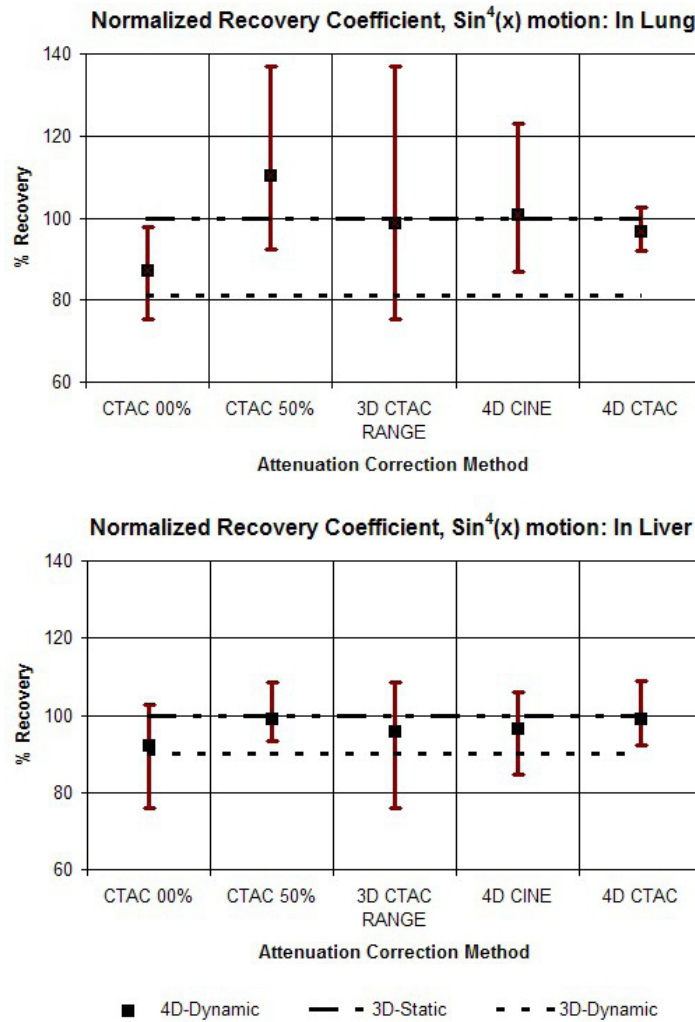 Normalized Recovery Coefficient, Sin⁴(x) motion: In Lung
140
120
100
80
60
% Recovery
CTAC 00% CTAC 50% 3D CTAC RANGE 4D CINE 4D CTAC
Attenuation Correction Method
Normalized Recovery Coefficient, Sin⁴(x) motion: In Liver
140
120
100
80
60
% Recovery
CTAC 00% CTAC 50% 3D CTAC RANGE 4D CINE 4D CTAC
Attenuation Correction Method
4D-Dynamic 3D-Static 3D-Dynamic